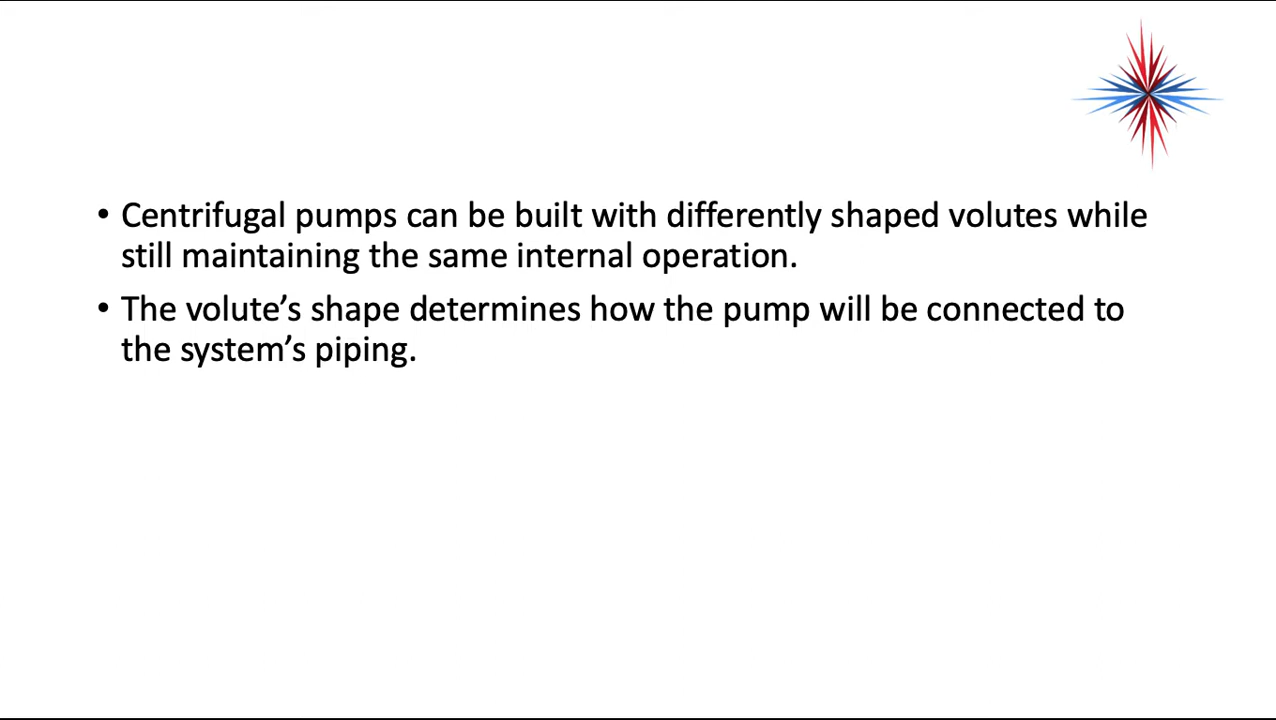 • Centrifugal pumps can be built with differently shaped volutes while
still maintaining the same internal operation.
• The volute’s shape determines how the pump will be connected to
the system’s piping.